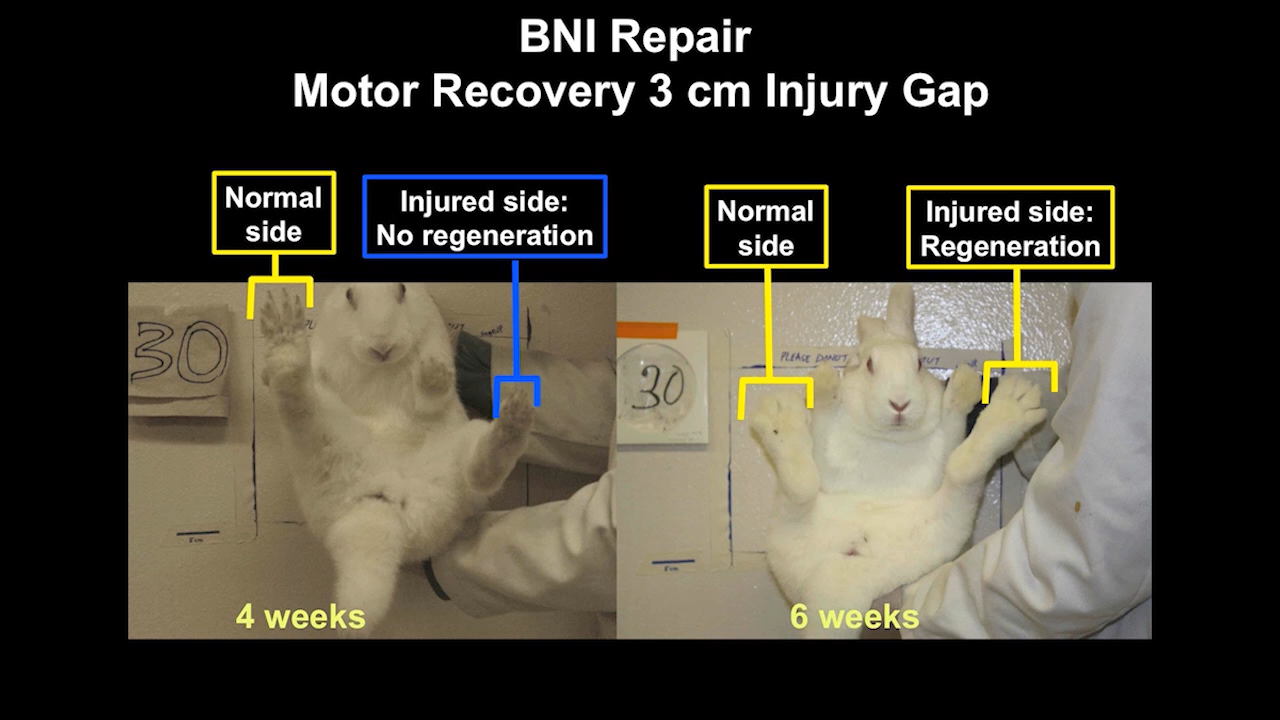 BNI Repair
Motor Recovery 3 cm Injury Gap
Normal
side
Injured side:
No regeneration
Normal
side
Injured side:
Regeneration
30
30
PLEASE DO NOT
4 weeks
6 weeks